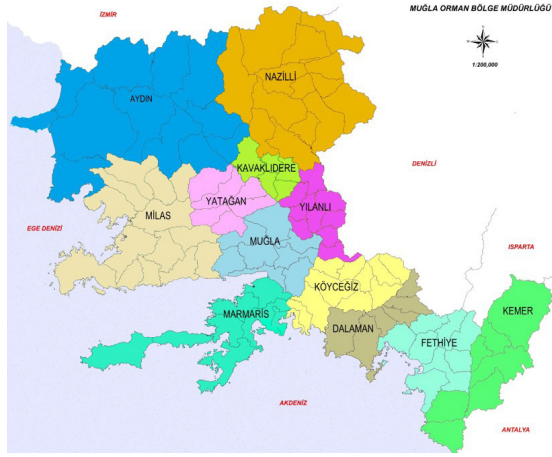 İZMİR
MUĞLA ORMAN BÖLGE MÜDÜRLÜĞÜ
1:200,000
NAZİLLİ
AYDIN
DENİZLİ
KAVAKLIDERE
YATAĞAN
YILANLI
MİLAS
EGE DENİZİ
MUĞLA
ISPARTA
KÖYCEĞİZ
KEMER
MARMARİS
DALAMAN
FETHİYE
AKDENİZ
ANTALYA